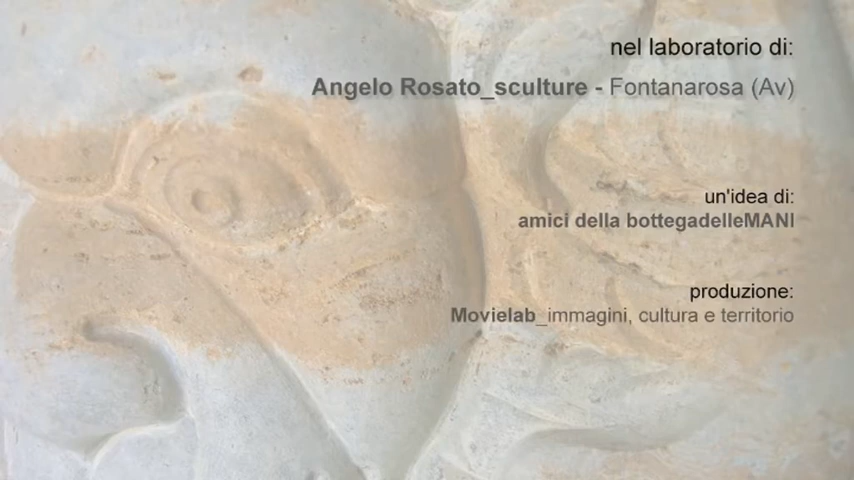 nel laboratorio di:
Angelo Rosato_sculture - Fontanarosa (Av)
un'idea di:
amici della bottegadelleMANI
produzione:
Movielab_immagini, cultura e territorio